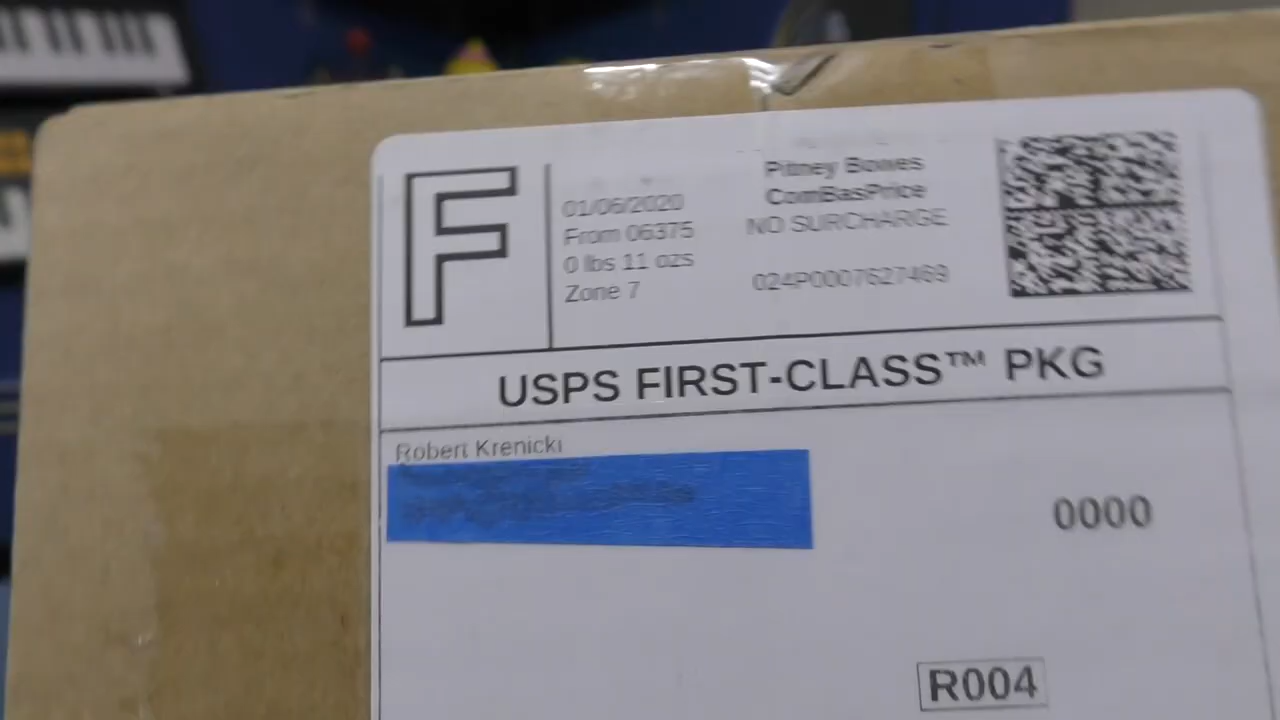 F
01/06/2020
From 06375
0 lbs 11 ozs
Zone 7
Pitney Bowes
ComBasPrice
NO SURCHARGE
024P0007627469
USPS FIRST-CLASS™ PKG
Robert Krenicki
0000
R004